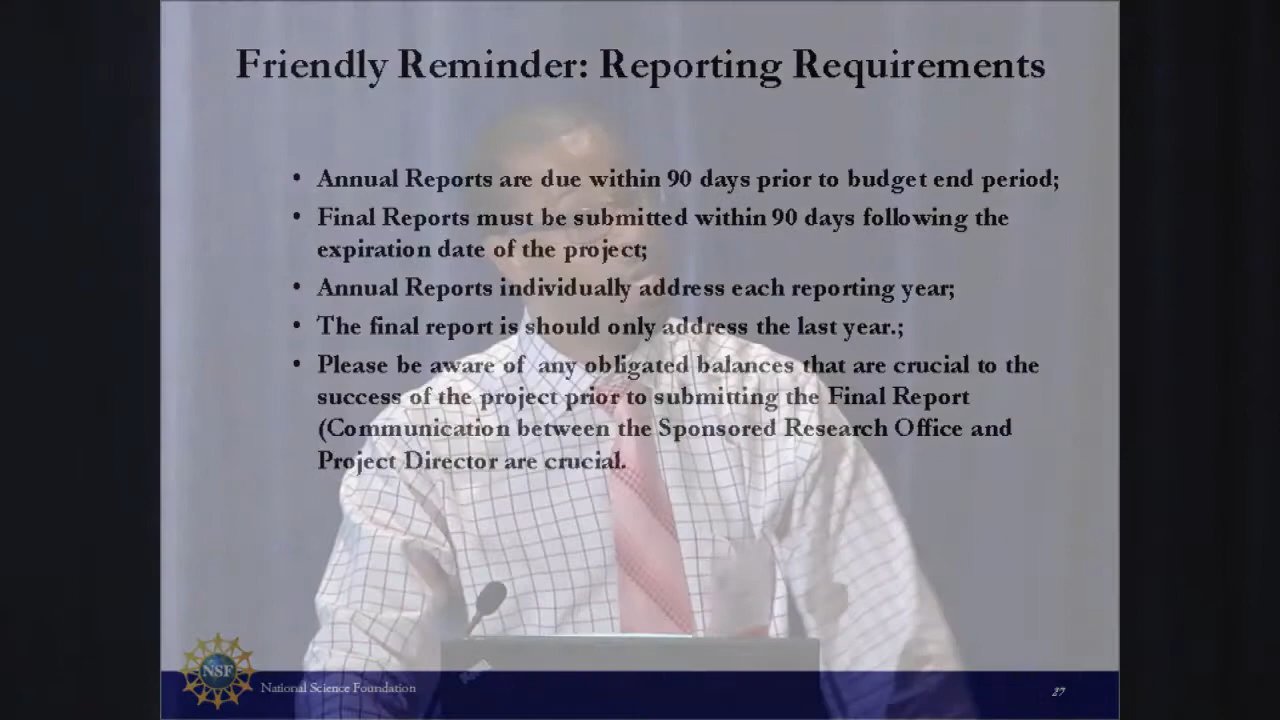 Friendly Reminder: Reporting Requirements
• Annual Reports are due within 90 days prior to budget end period;
• Final Reports must be submitted within 90 days following the
expiration date of the project;
• Annual Reports individually address each reporting year;
• The final report is should only address the last year.;
• Please be aware of any obligated balances that are crucial to the
success of the project prior to submitting the Final Report
(Communication between the Sponsored Research Office and
Project Director are crucial.
NSF
National Science Foundation
27